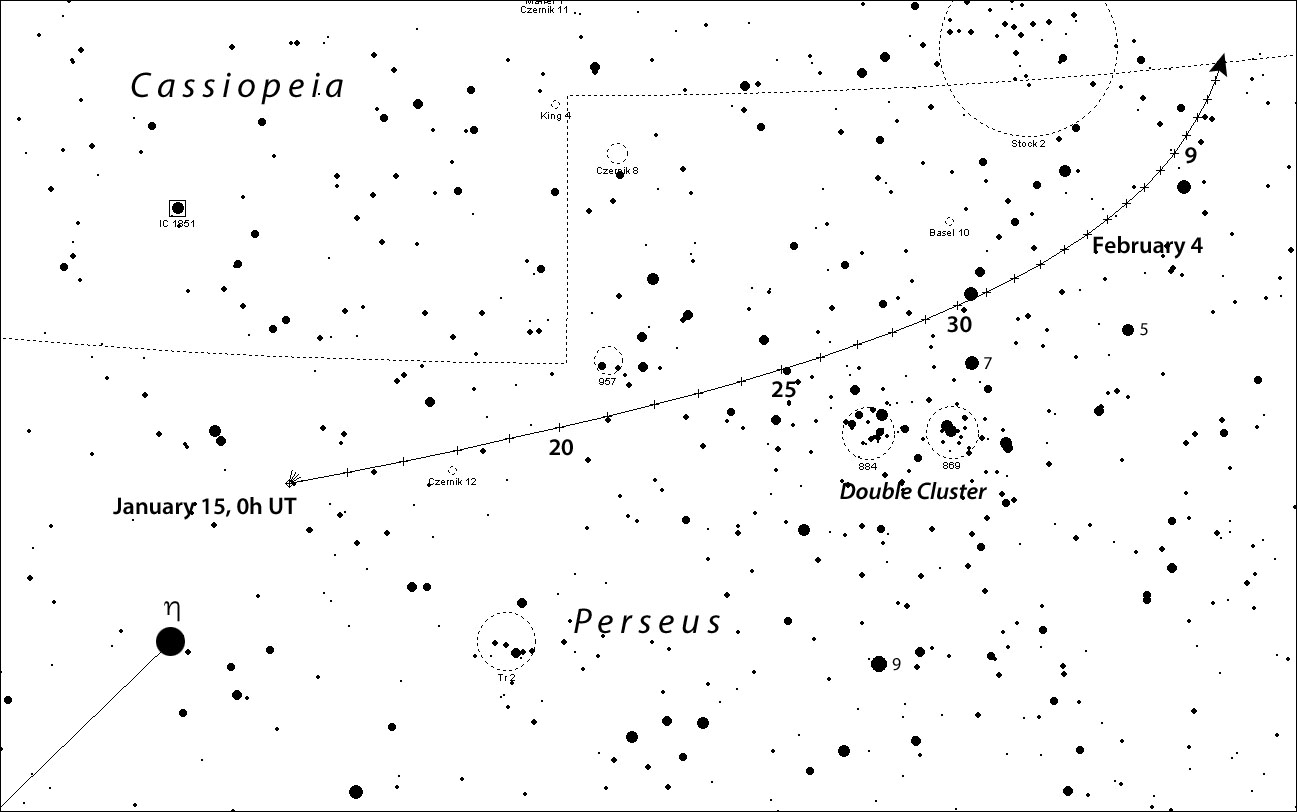 Czernik 11
Cassiopeia
King 4
Stock 2
9
Czernik 8
IC 1851
Basel 10
February 4
30
5
7
957
25
20
884
869
Czernik 12
Double Cluster
January 15, 0h UT
η
Perseus
9
Tr 2